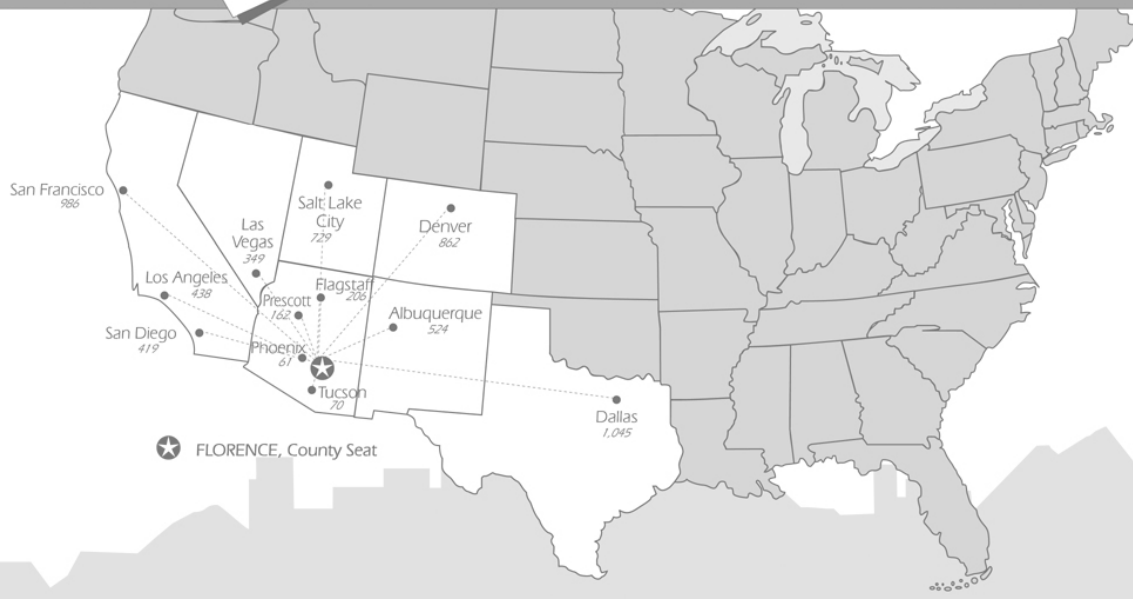 San Francisco
986
Salt Lake
City
729
Denver
862
Las
Vegas
349
Los Angeles
438
Flagstaff
206
Prescott
162
Albuquerque
524
San Diego
419
Phoenix
61
Tucson
70
Dallas
1,045
FLORENCE, County Seat